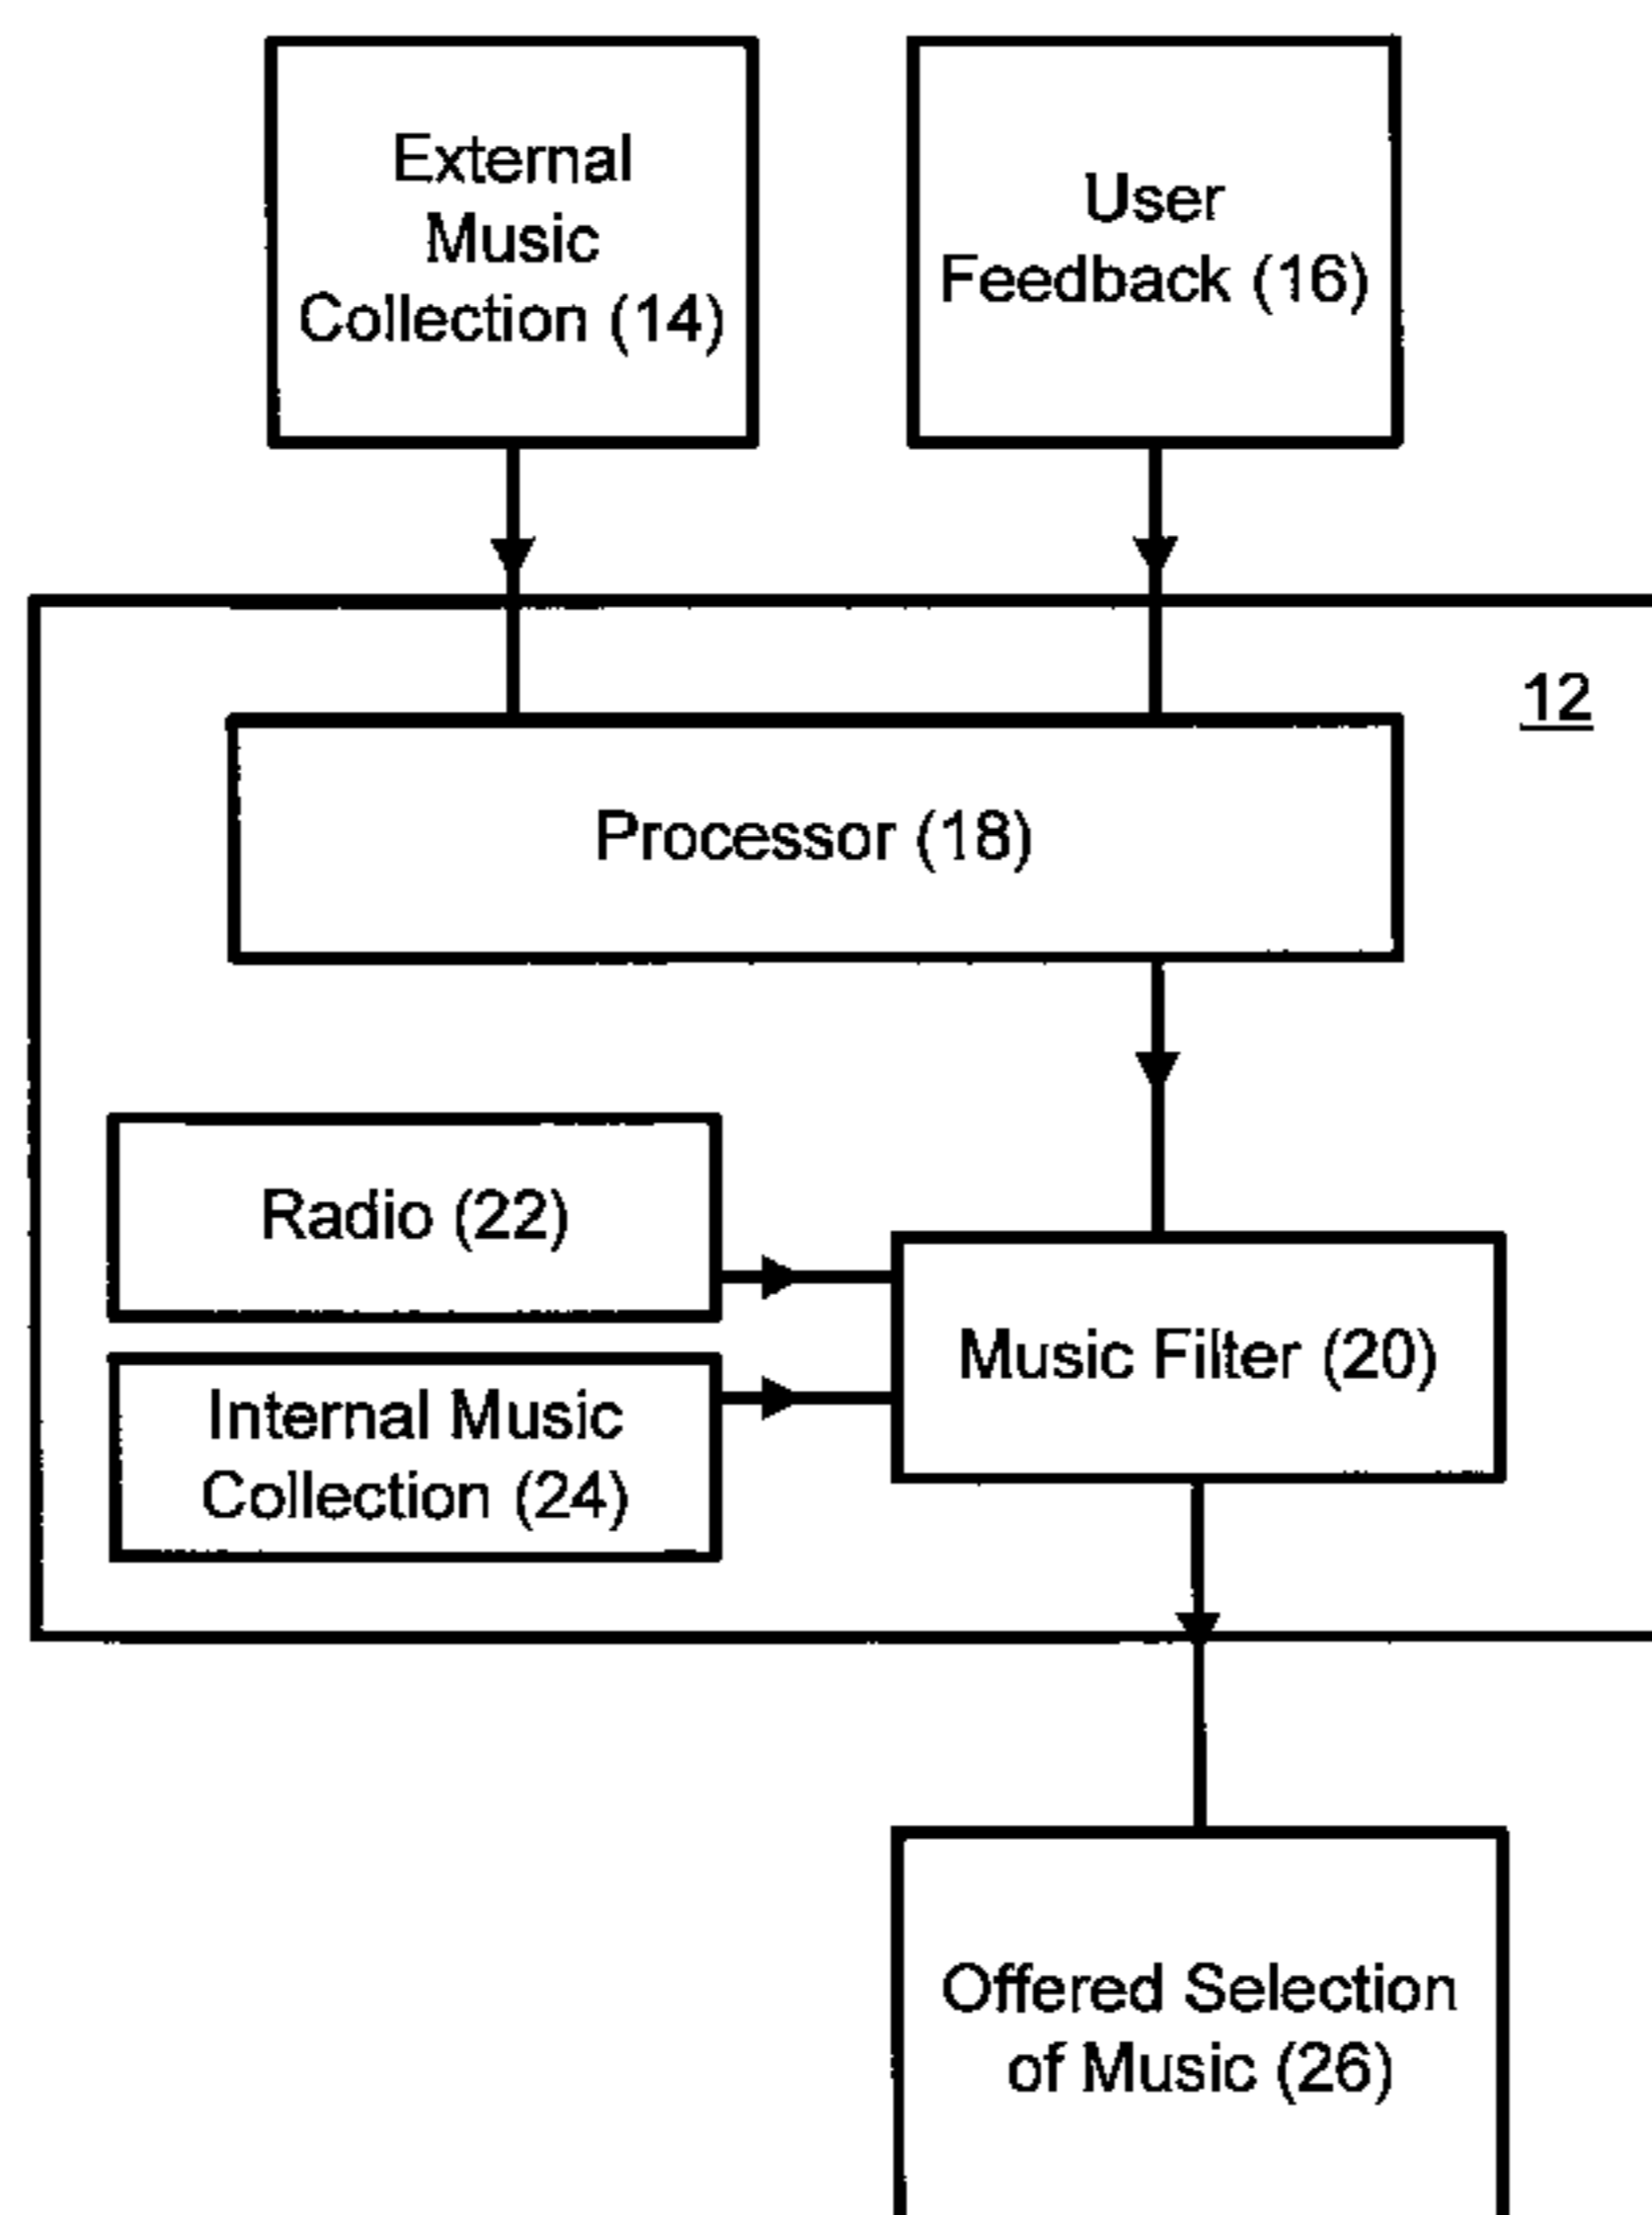 External
Music
Collection (14)
User
Feedback (16)
12
Processor (18)
Radio (22)
Internal Music
Collection (24)
Music Filter (20)
Offered Selection
of Music (26)